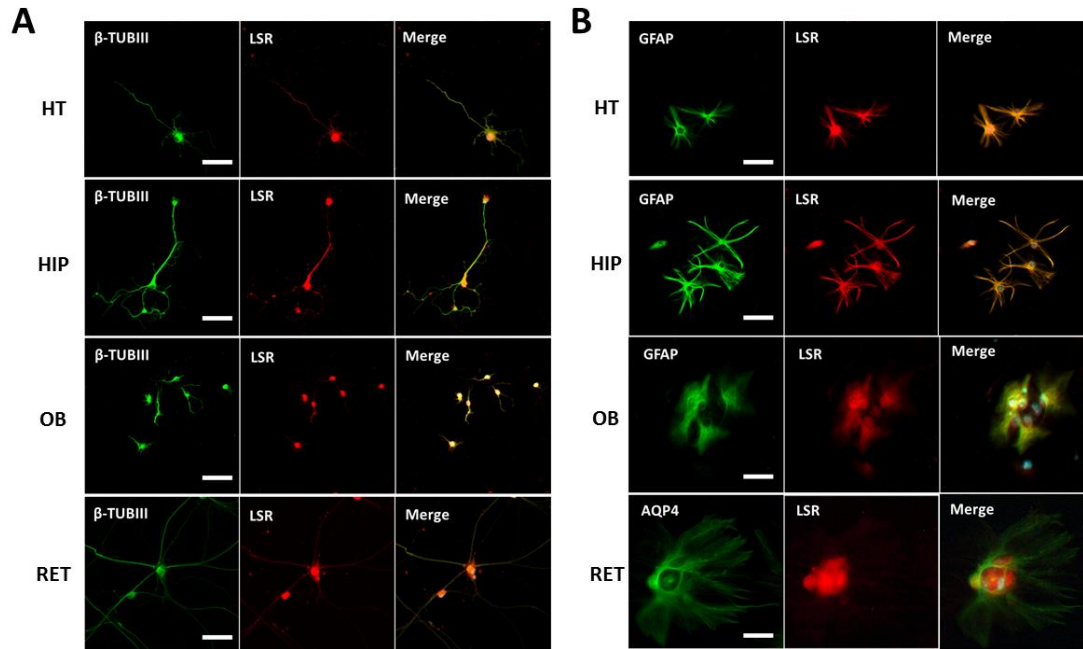 A
β-TUBIII LSR Merge
HT
β-TUBIII LSR Merge
HIP
β-TUBIII LSR Merge
OB
β-TUBIII LSR Merge
RET
B
GFAP LSR Merge
HT
GFAP LSR Merge
HIP
GFAP LSR Merge
OB
AQP4 LSR Merge
RET